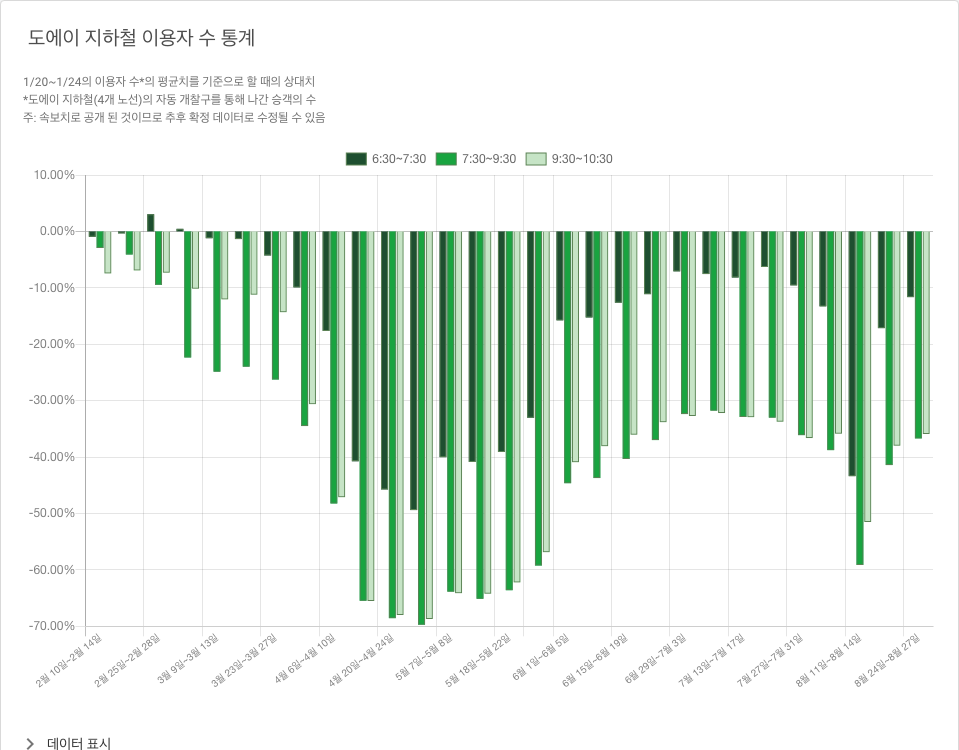 도에이 지하철 이용자 수 통계
1/20~1/24의 이용자 수*의 평균치를 기준으로 할 때의 상대치
*도에이 지하철(4개 노선)의 자동 개찰구를 통해 나간 승객의 수
주: 속보치로 공개 된 것이므로 추후 확정 데이터로 수정될 수 있음
6:30~7:30 7:30~9:30 9:30~10:30
10.00%
0.00%
-10.00%
-20.00%
-30.00%
-40.00%
-50.00%
-60.00%
-70.00%
2월 10일~2월 14일
2월 25일~2월 28일
3월 9일~3월 13일
3월 23일~3월 27일
4월 6일~4월 10일
4월 20일~4월 24일
5월 7일~5월 8일
5월 18일~5월 22일
6월 1일~6월 5일
6월 15일~6월 19일
6월 29일~7월 3일
7월 13일~7월 17일
7월 27일~7월 31일
8월 11일~8월 14일
8월 24일~8월 27일
데이터 표시